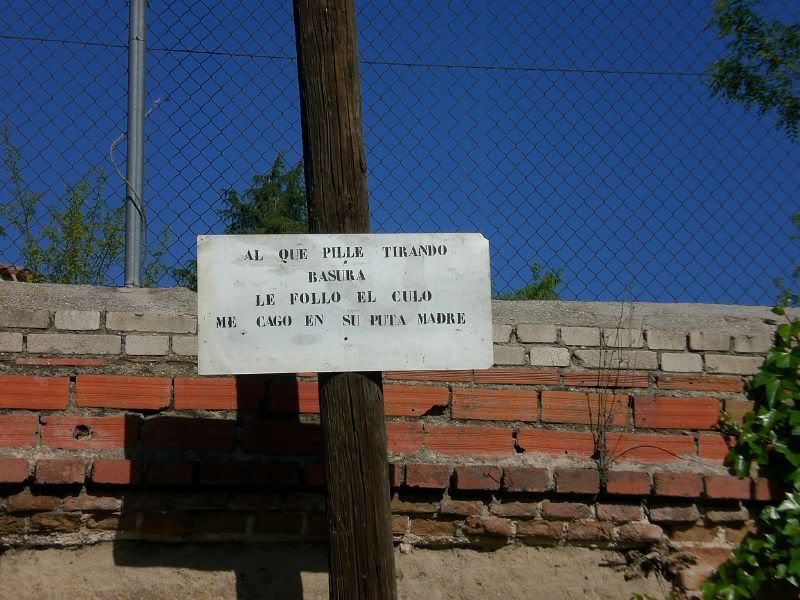 AL QUE PILLE TIRANDO
BASURA
LE FOLLO EL CULO
ME CAGO EN SU PUTA MADRE